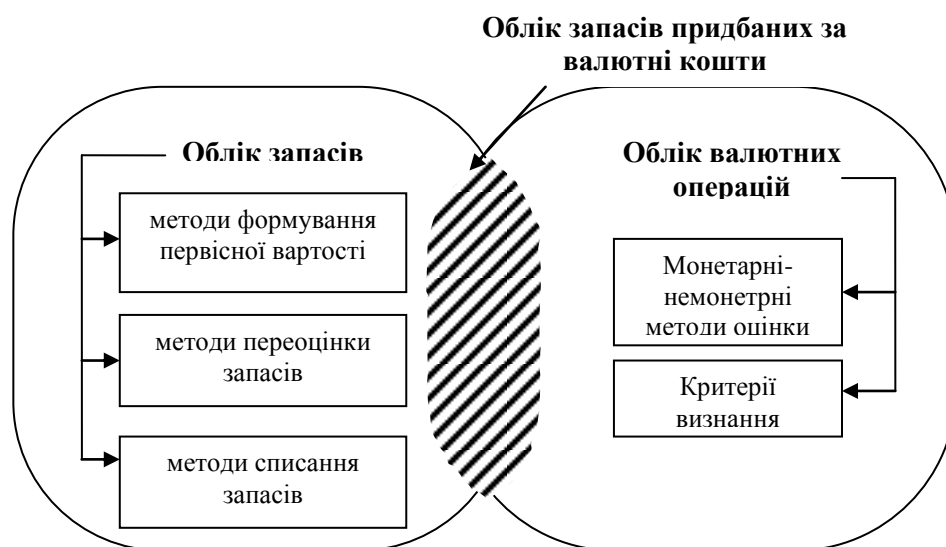 Облік запасів придбаних за
валютні кошти
Облік запасів
методи формування
первісної вартості
методи переоцінки
запасів
методи списання
запасів
Облік валютних
операцій
Монетарні-
немонетрні
методи оцінки
Критерії
визнання